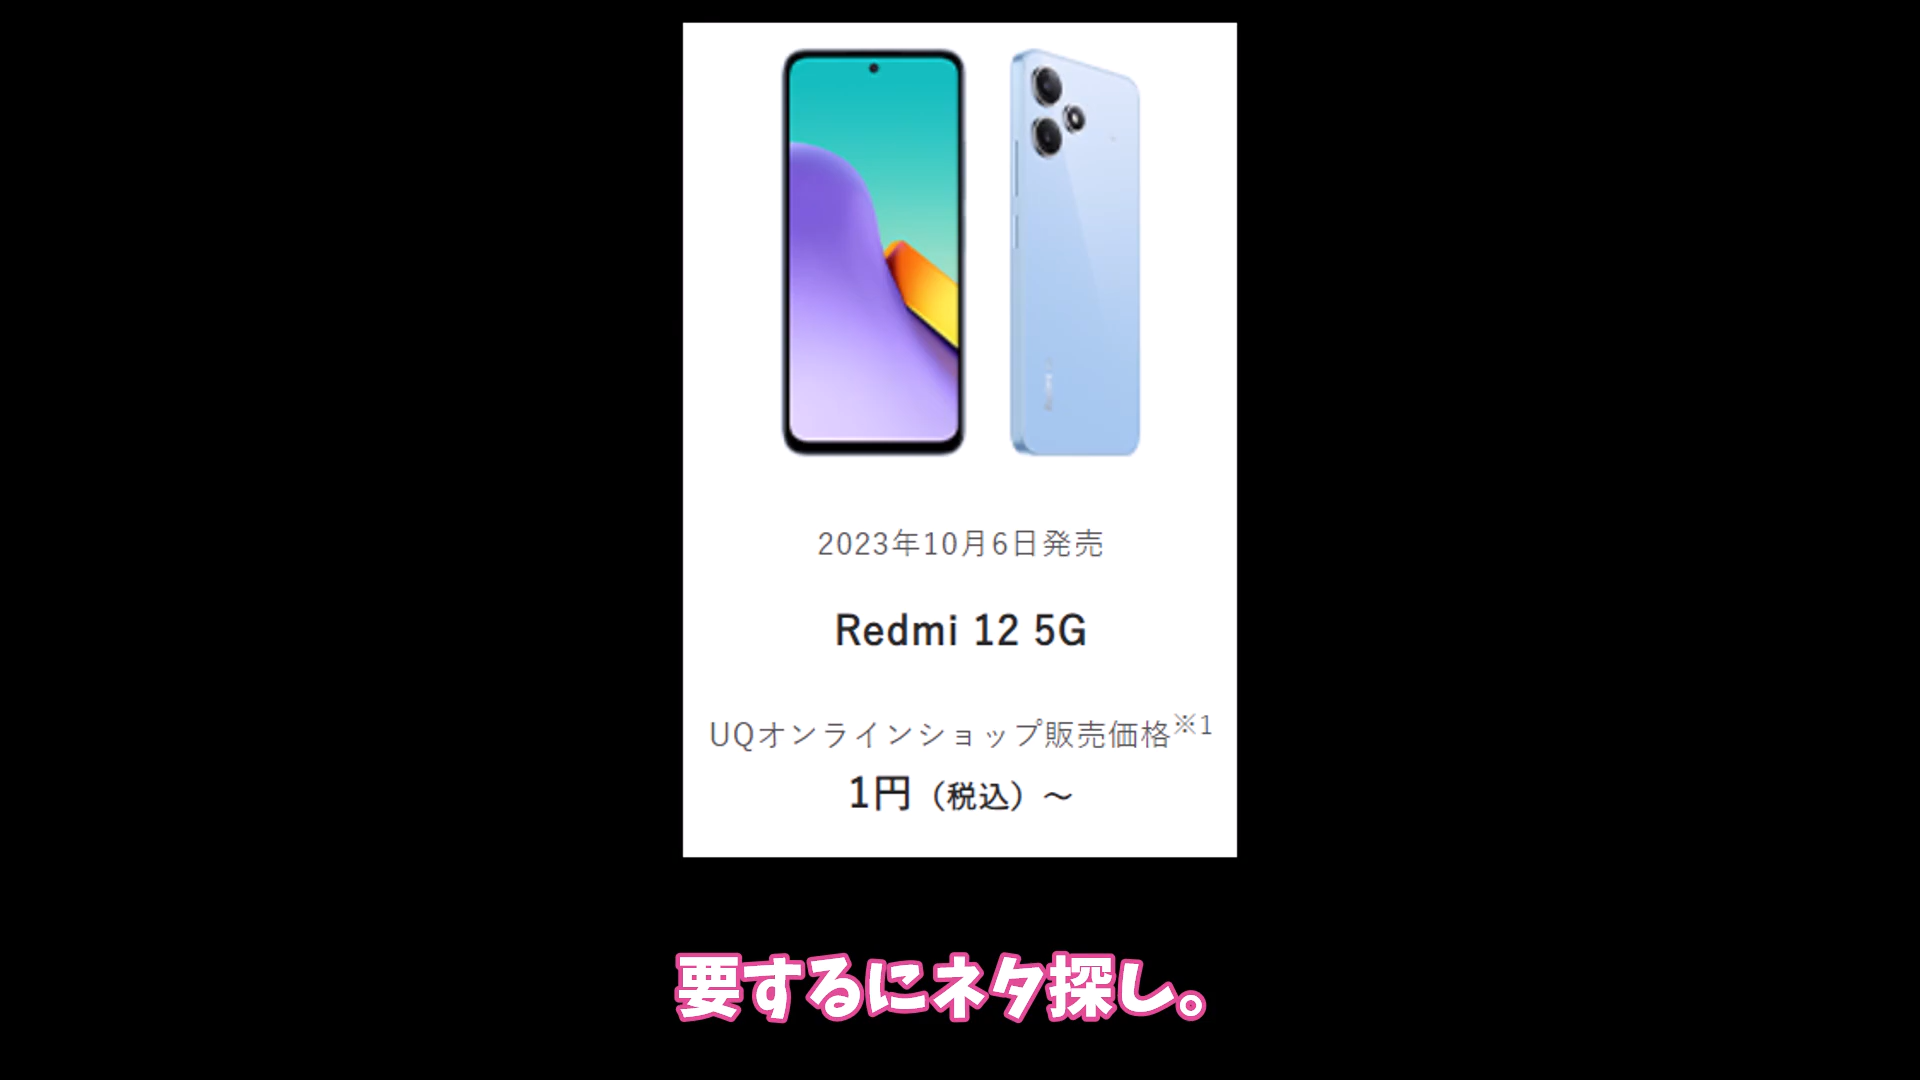 2023年10月6日発売
Redmi 12 5G
UQオンラインショップ販売価格※1
1円（税込）～
要するにネタ探し。